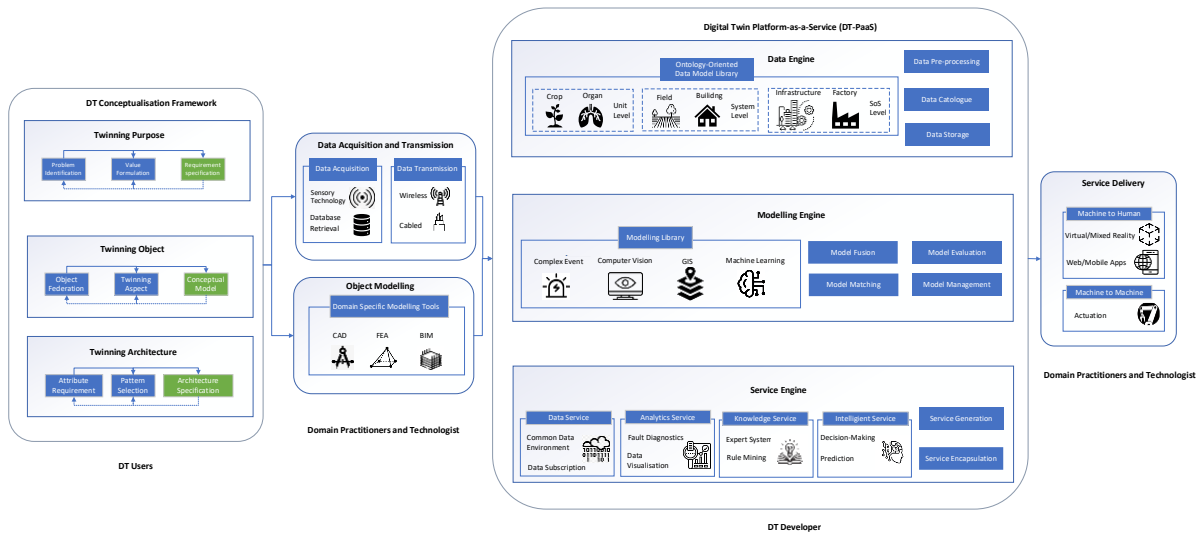 DT Conceptualisation Framework
Twinning Purpose
Problem
Identification
Value
Formulation
Requirement
specification
Twinning Object
Object
Federation
Twinning
Aspect
Conceptual
Model
Twinning Architecture
Attribute
Requirement
Pattern
Selection
Architecture
Specification
DT Users
Data Acquisition and Transmission
Data Acquisition
Sensory
Technology
Database
Retrieval
Data Transmission
Wireless
Cabled
Object Modelling
Domain Specific Modelling Tools
CAD
FEA
BIM
Domain Practitioners and Technologist
Digital Twin Platform-as-a-Service (DT-PaaS)
Data Engine
Ontology-Oriented
Data Model Library
Crop
Organ
Unit
Level
Field
Builidng
System
Level
Infrastructure
Factory
SoS
Level
Data Pre-processing
Data Catologue
Data Storage
Modelling Engine
Modelling Library
Complex Event
Computer Vision
GIS
Machine Learning
Model Fusion
Model Evaluation
Model Matching
Model Management
Service Engine
Data Service
Common Data
Environment
Data Subscription
1011010
0110111
Analytics Service
Fault Diagnostics
Data
Visualisation
Knowledge Service
Expert System
Rule Mining
Intelligient Service
Decision-Making
Prediction
Service Generation
Service Encapsulation
DT Developer
Service Delivery
Machine to Human
Virtual/Mixed Reality
Web/Mobile Apps
Machine to Machine
Actuation
Domain Practitioners and Technologist